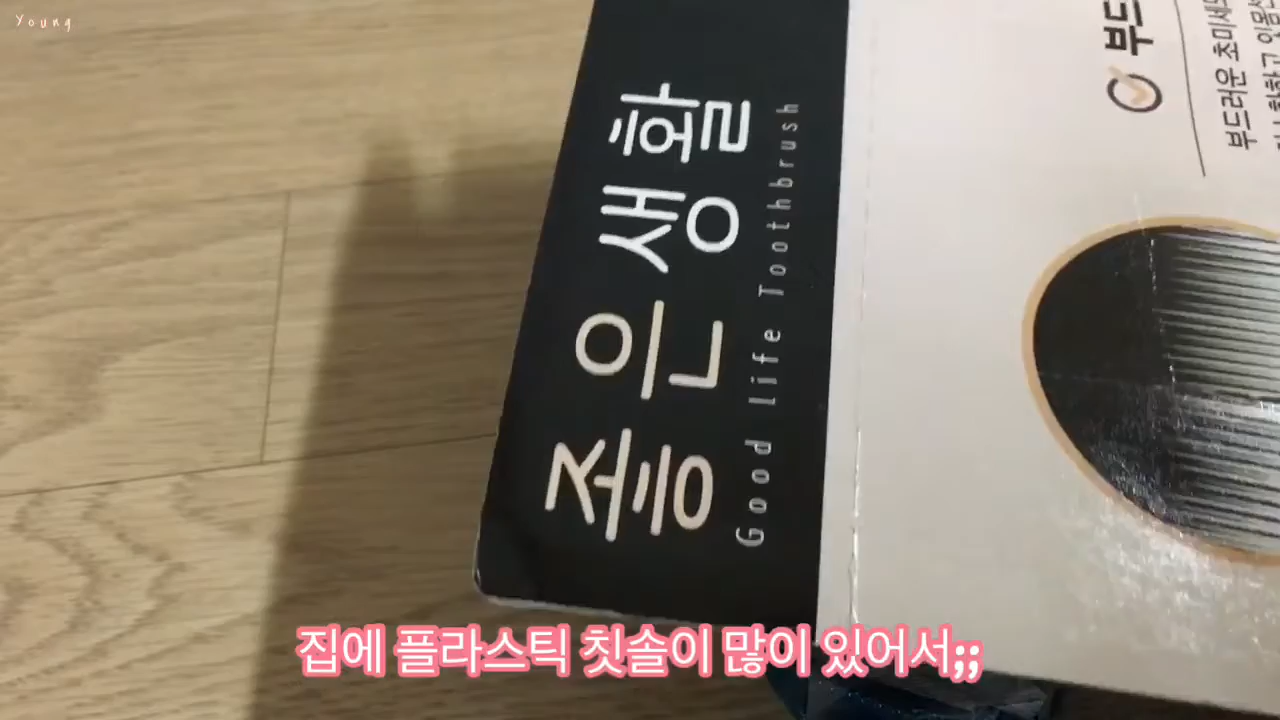 Young
좋은생활
Good life Toothbrush
부드
부드러운 초미세모
집에 플라스틱 칫솔이 많이 있어서;;